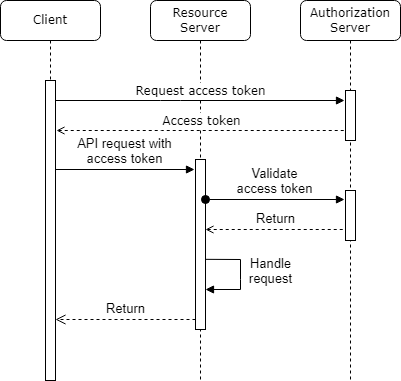 Client
Resource
Server
Authorization
Server
Request access token
Access token
API request with
access token
Validate
access token
Return
Handle
request
Return